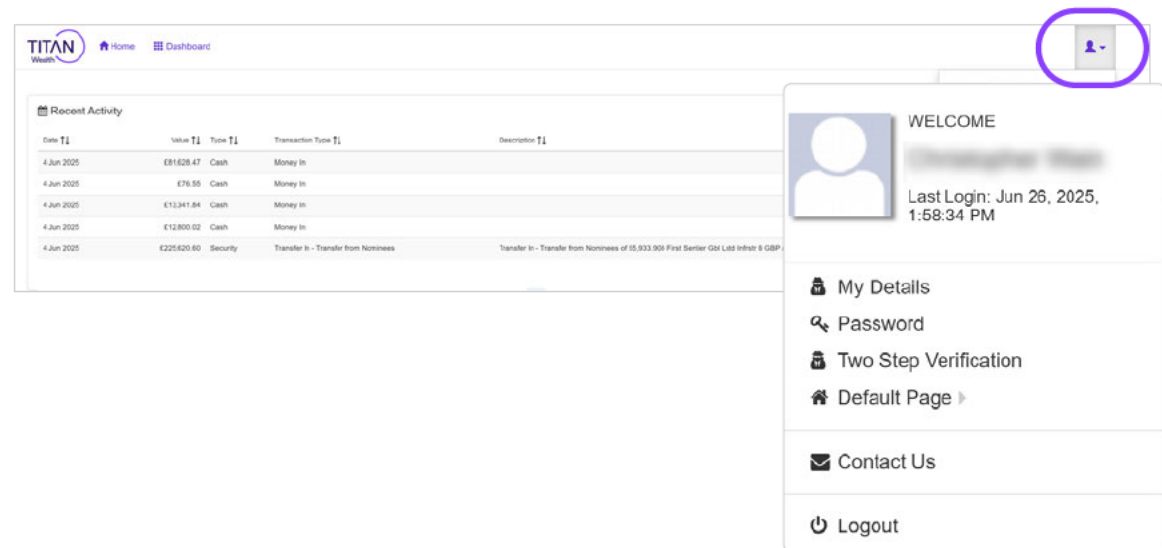 TITAN
Wealth
Home Dashboard
Recent Activity
Date Value Type Transaction Type Description
4 Jun 2025 £81,628.47 Cash Money In
4 Jun 2025 £76.55 Cash Money In
4 Jun 2025 Cash Money In
4 Jun 2025 £12,800.02 Cash Money In
4 Jun 2025 £225,620.60 Security Transfer In - Transfer from Nominees Transfer In - Transfer from Nominees of First Sentier Gbl Infrstr GBP
WELCOME
Last Login: Jun 26, 2025,
1:58:34 PM
My Details
Password
Two Step Verification
Default Page
Contact Us
Logout